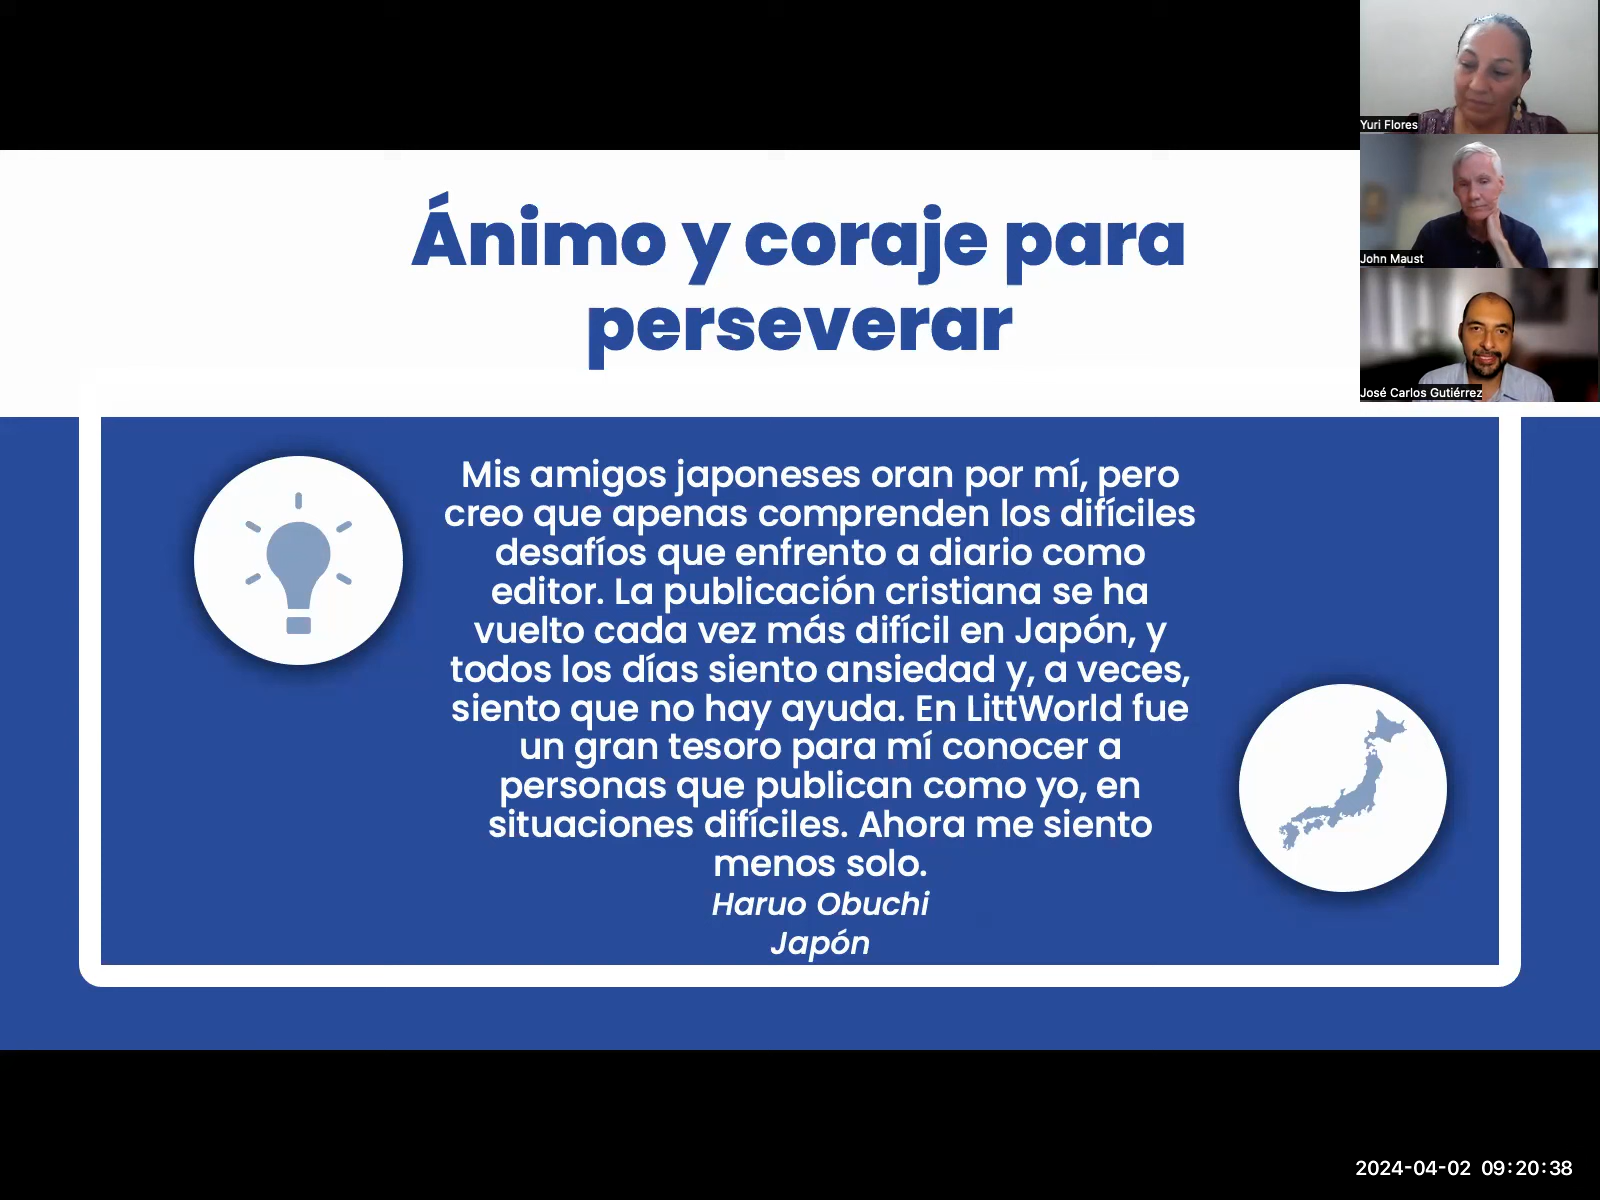 Ánimo y coraje para
perseverar
Mis amigos japoneses oran por mí, pero
creo que apenas comprenden los difíciles
desafíos que enfrento a diario como
editor. La publicación cristiana se ha
vuelto cada vez más difícil en Japón, y
todos los días siento ansiedad y, a veces,
siento que no hay ayuda. En LittWorld fue
un gran tesoro para mí conocer a
personas que publican como yo, en
situaciones difíciles. Ahora me siento
menos solo.
Haruo Obuchi
Japón
Yuri Flores
John Maust
José Carlos Gutiérrez
2024-04-02 09:20:38